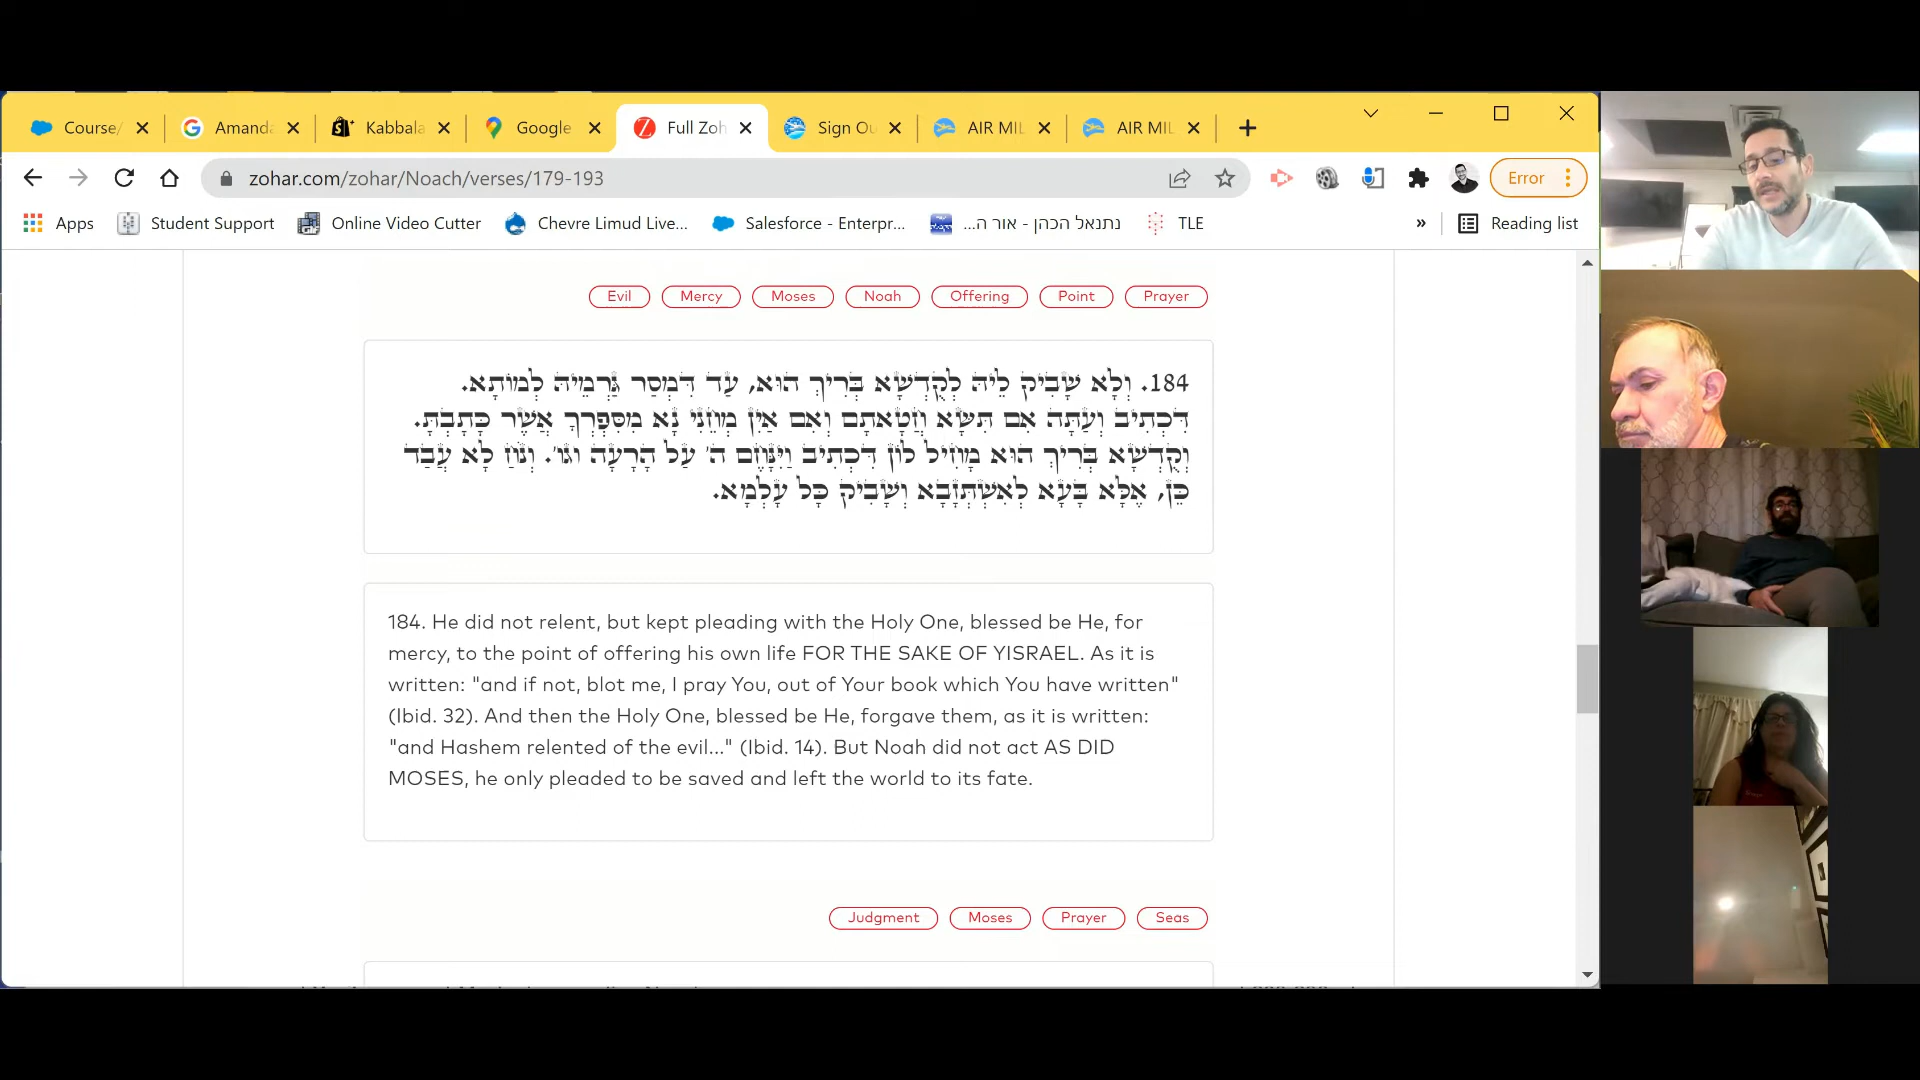 Course/
Amanda
Kabbala
Google
Full Zoh
Sign Ou
AIR MIL
AIR MIL
zohar.com/zohar/Noach/verses/179-193
Error
Apps
Student Support
Online Video Cutter
Chevre Limud Live...
Salesforce - Enterpr...
נתנאל הכהן - אור ה...
TLE
»
Reading list
Evil
Mercy
Moses
Noah
Offering
Point
Prayer
184. וְלָא שָׁבִיק לֵיהּ לְקֻדְשָׁא בְּרִיךְ הוּא, עַד דִּמְסַר גַּרְמֵיהּ לְמוֹתָא.
דִּכְתִיב וְעַתָּה אִם תִּשָּׂא חֲטָאתָם וְאִם אַיִן מְחֵנִי נָא מִסִּפְרְךָ אֲשֶׁר כָּתָבְתָּ.
וְקֻדְשָׁא בְּרִיךְ הוּא מָחִיל לוֹן דִּכְתִיב וַיִּנָּחֶם ה' עַל הָרָעָה וגו'. וְנֹחַ לָא עֲבַד
כֵּן, אֶלָּא בָּעָא לְאִשְׁתְּזָבָא וְשָׁבִיק כָּל עָלְמָא.
184. He did not relent, but kept pleading with the Holy One, blessed be He, for
mercy, to the point of offering his own life FOR THE SAKE OF YISRAEL. As it is
written: "and if not, blot me, I pray You, out of Your book which You have written"
(Ibid. 32). And then the Holy One, blessed be He, forgave them, as it is written:
"and Hashem relented of the evil..." (Ibid. 14). But Noah did not act AS DID
MOSES, he only pleaded to be saved and left the world to its fate.
Judgment
Moses
Prayer
Seas